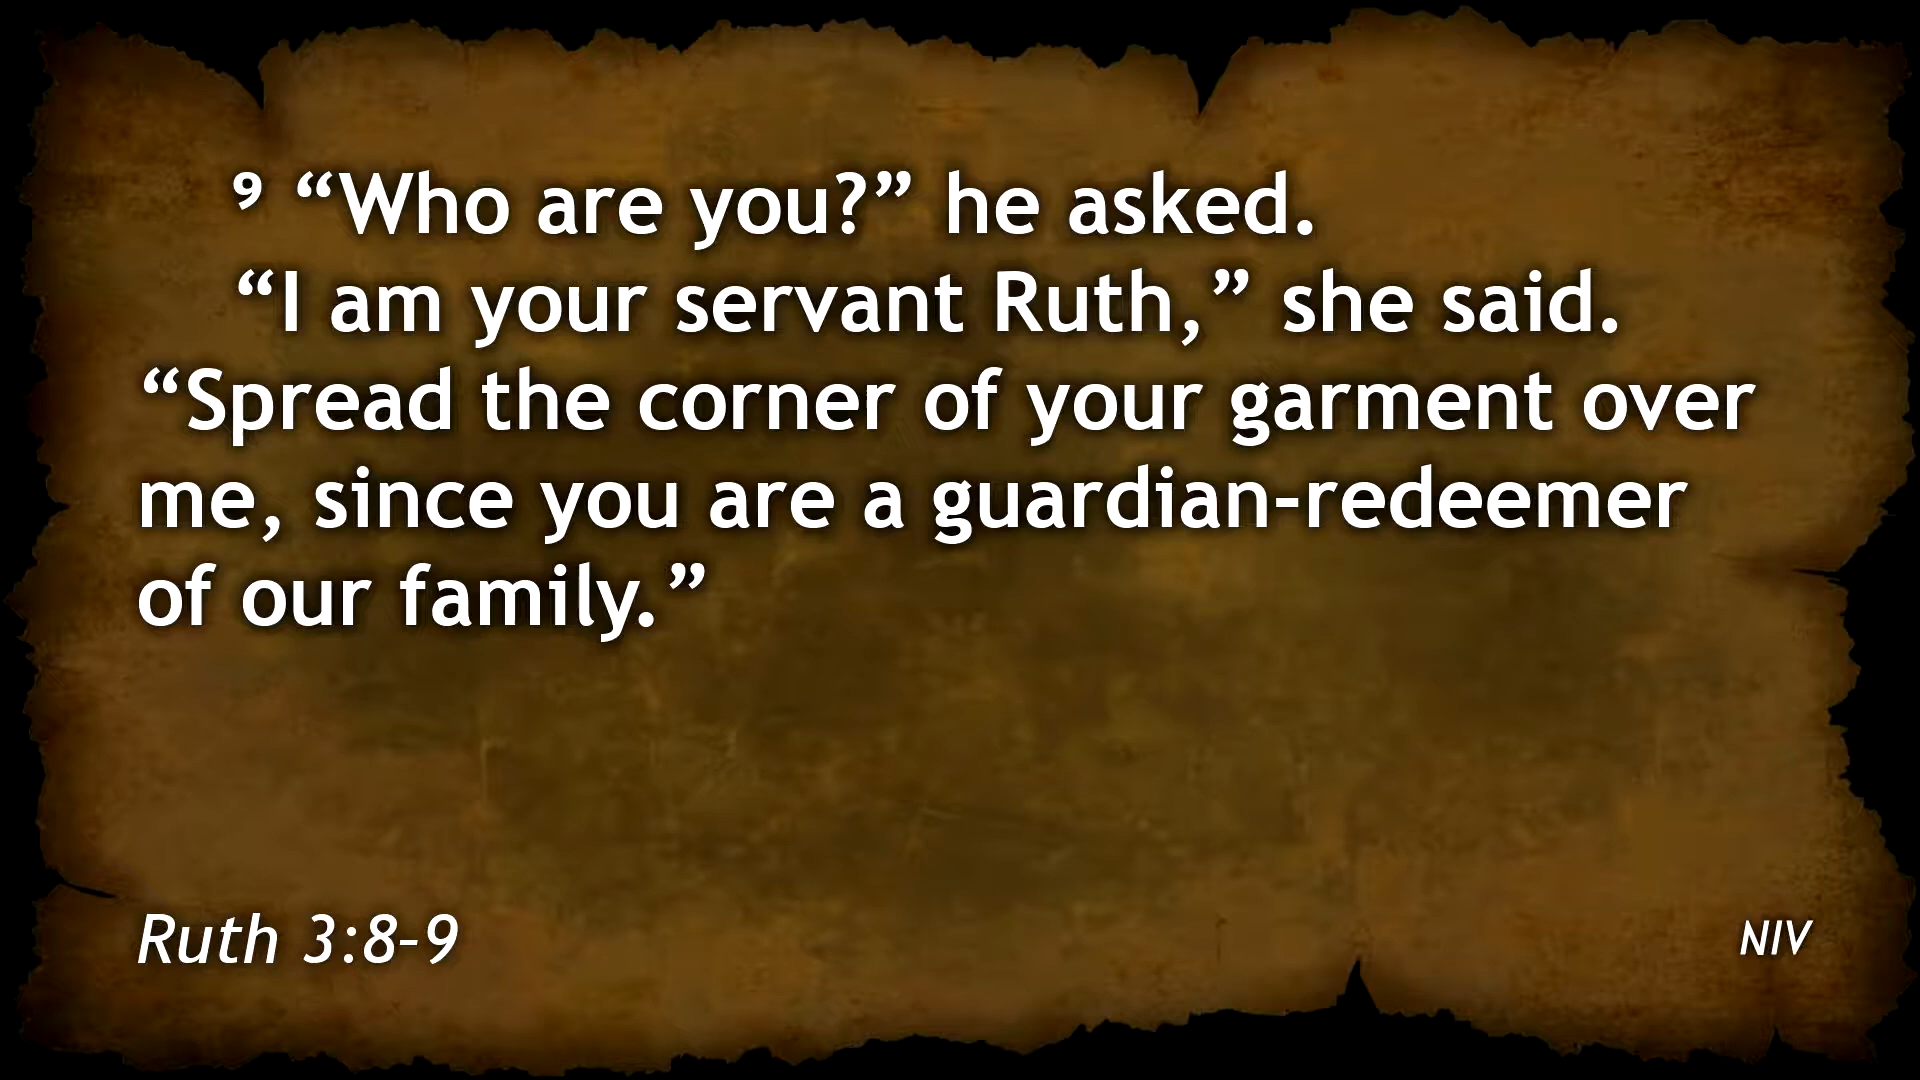 ⁹ “Who are you?” he asked.
“I am your servant Ruth,” she said.
“Spread the corner of your garment over
me, since you are a guardian-redeemer
of our family.”
Ruth 3:8–9
NIV